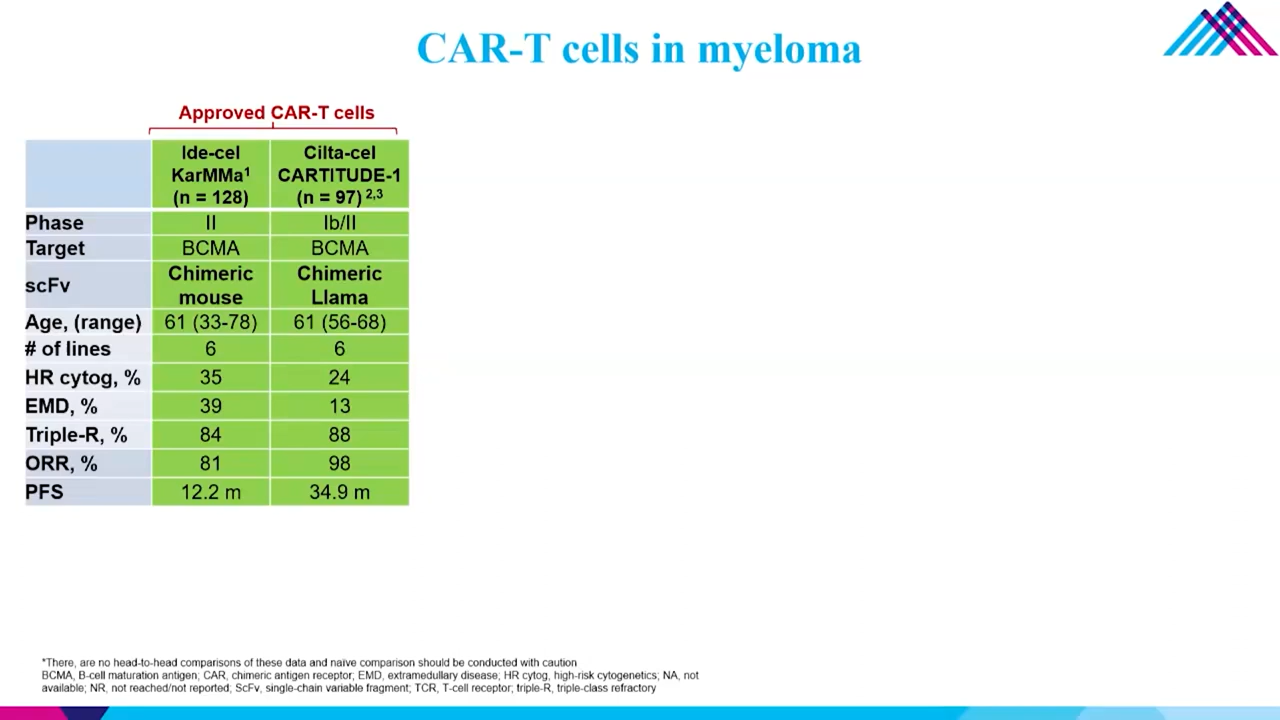 CAR-T cells in myeloma
Approved CAR-T cells
Ide-cel
KarMMa1
(n = 128)
Cilta-cel
CARTITUDE-1
(n = 97) 2,3
Phase II Ib/II
Target BCMA BCMA
scFv Chimeric mouse Chimeric Llama
Age, (range) 61 (33-78) 61 (56-68)
# of lines 6 6
HR cytog, % 35 24
EMD, % 39 13
Triple-R, % 84 88
ORR, % 81 98
PFS 12.2 m 34.9 m
*There, are no head-to-head comparisons of these data and naïve comparison should be conducted with caution
BCMA, B-cell maturation antigen; CAR, chimeric antigen receptor; EMD, extramedullary disease; HR cytog, high-risk cytogenetics; NA, not
available; NR, not reached/not reported; ScFv, single-chain variable fragment; TCR, T-cell receptor; triple-R, triple-class refractory